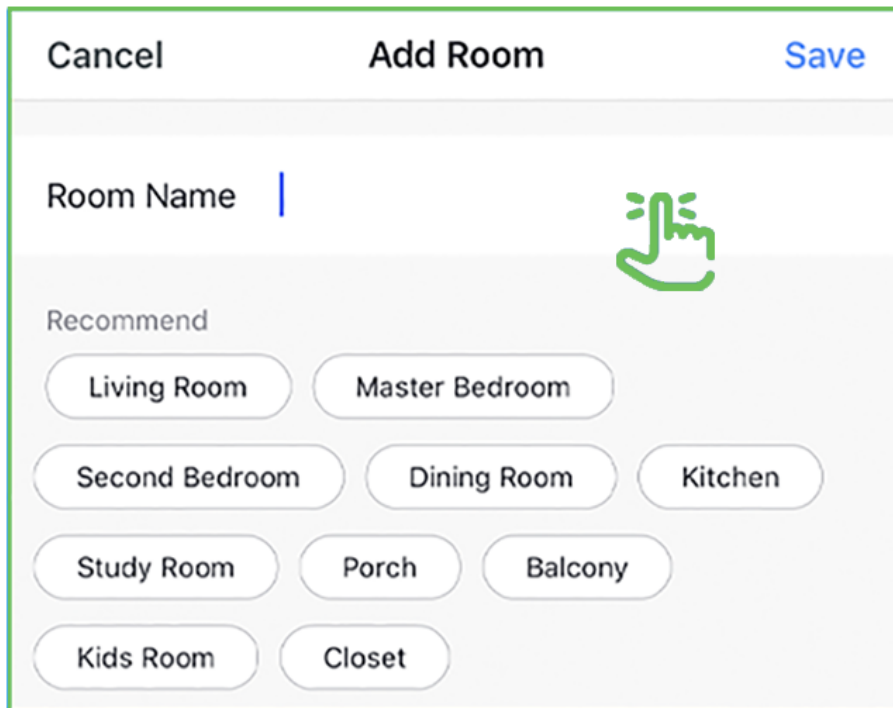 Cancel Add Room Save
Room Name
Recommend
Living Room Master Bedroom
Second Bedroom Dining Room Kitchen
Study Room Porch Balcony
Kids Room Closet